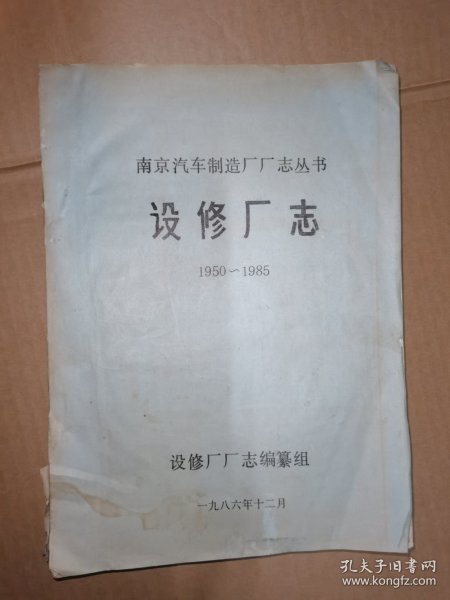 南京汽车制造厂厂志丛书
设修厂志
1950～1985
设修厂厂志编纂组
一九八六年十二月
孔夫子旧书网
www.kongfz.com